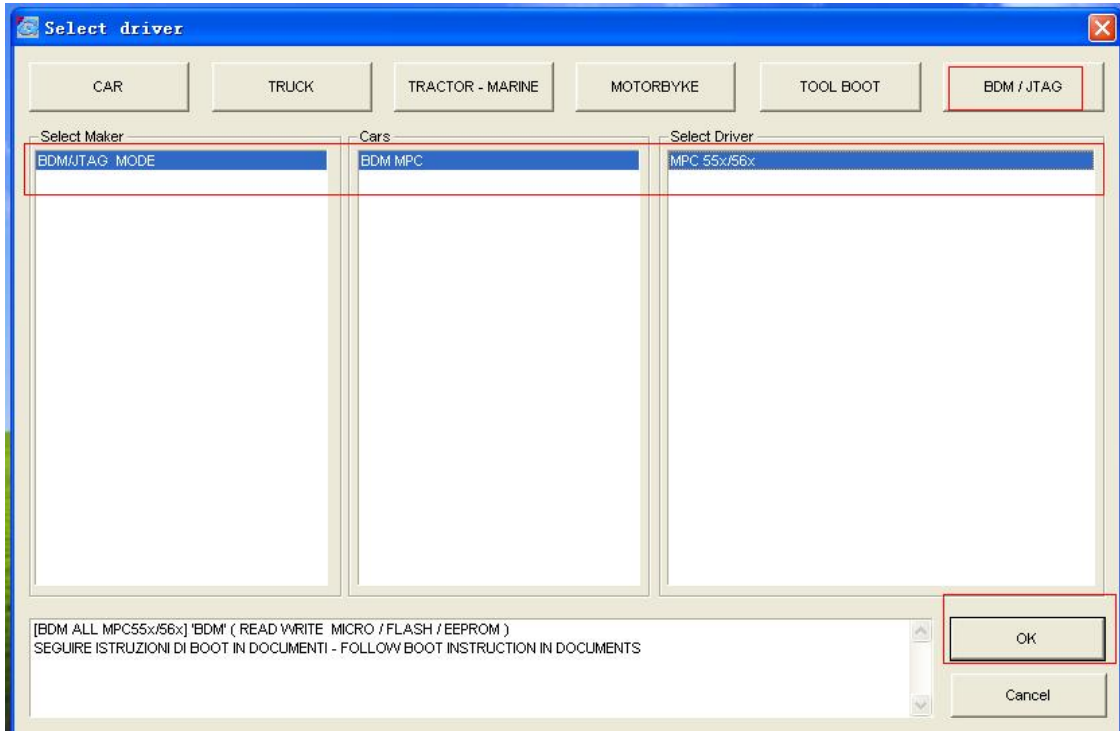 Select driver
CAR
TRUCK
TRACTOR - MARINE
MOTORBYKE
TOOL BOOT
BDM / JTAG
Select Maker
Cars
Select Driver
BDM/JTAG MODE
BDM MPC
MPC 55x/56x
[BDM ALL MPC55x/56x] 'BDM' ( READ WRITE MICRO / FLASH / EEPROM )
SEGUIRE ISTRUZIONI DI BOOT IN DOCUMENTI - FOLLOW BOOT INSTRUCTION IN DOCUMENTS
OK
Cancel